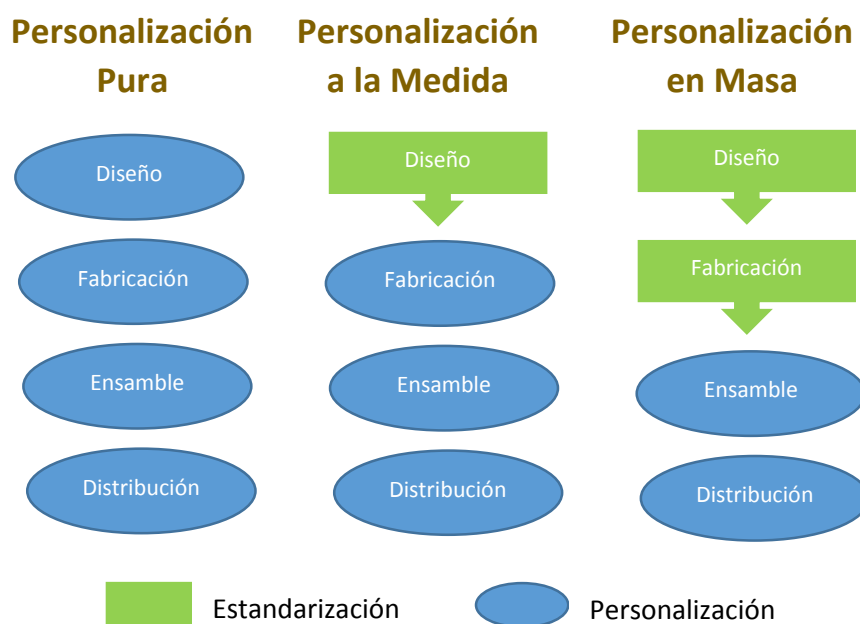 Personalización
Pura
Personalización
a la Medida
Personalización
en Masa
Diseño
Diseño
Diseño
Fabricación
Fabricación
Fabricación
Ensamble
Ensamble
Ensamble
Distribución
Distribución
Distribución
Estandarización
Personalización